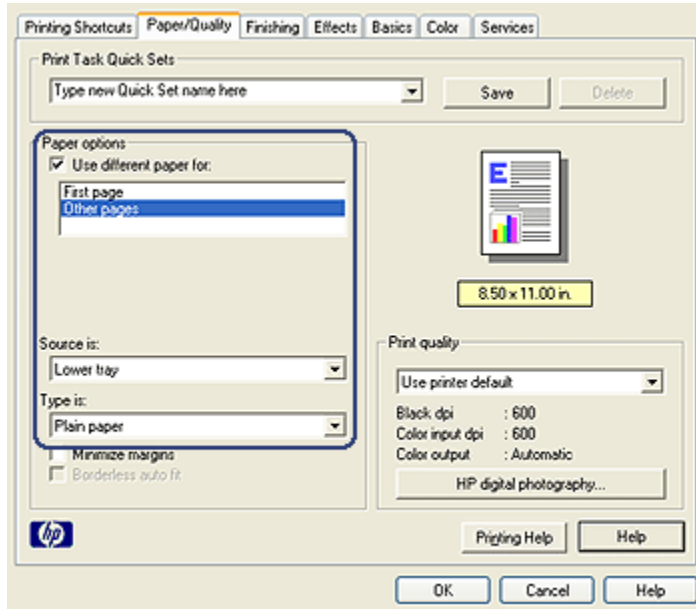 Printing Shortcuts Paper/Quality Finishing Effects Basics Color Services
Print Task Quick Sets
Type new Quick Set name here Save Delete
Paper options
Use different paper for:
First page
Other pages
E
8.50 x 11.00 in.
Source is:
Lower tray
Type is:
Plain paper
Minimize margins
Borderless auto fit
Print quality
Use printer default
Black dpi : 600
Color input dpi : 600
Color output : Automatic
HP digital photography...
hp
Printing Help Help
OK Cancel Help